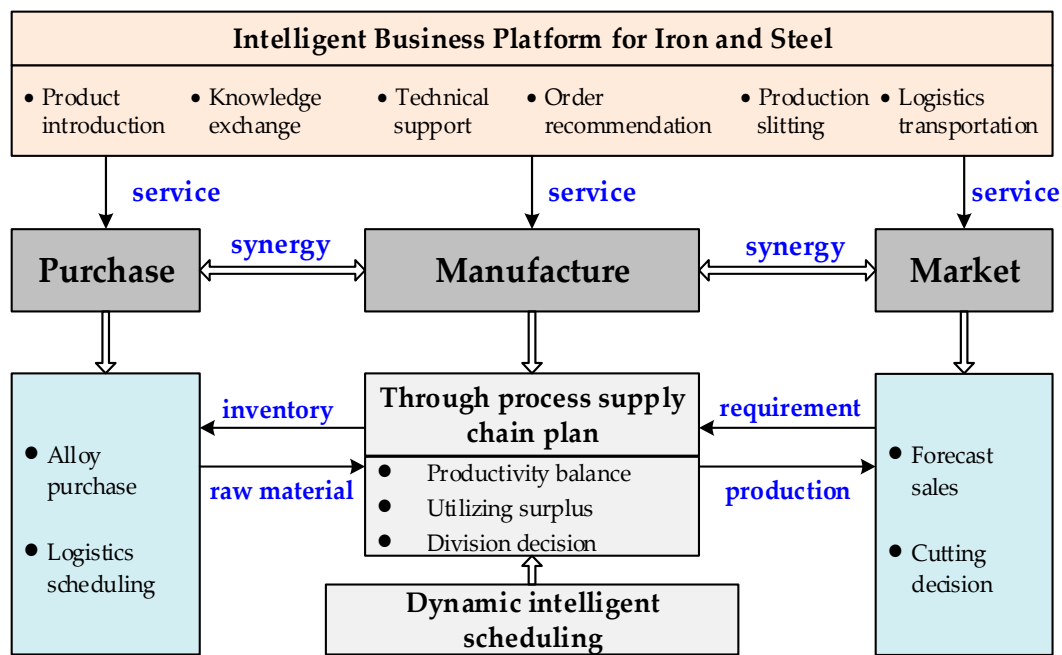 Intelligent Business Platform for Iron and Steel
• Product introduction
• Knowledge exchange
• Technical support
• Order recommendation
• Production slitting
• Logistics transportation
service
service
service
Purchase
synergy
Manufacture
synergy
Market
inventory
raw material
Through process supply
chain plan
requirement
production
• Alloy
purchase
• Logistics
scheduling
• Productivity balance
• Utilizing surplus
• Division decision
• Forecast
sales
• Cutting
decision
Dynamic intelligent
scheduling